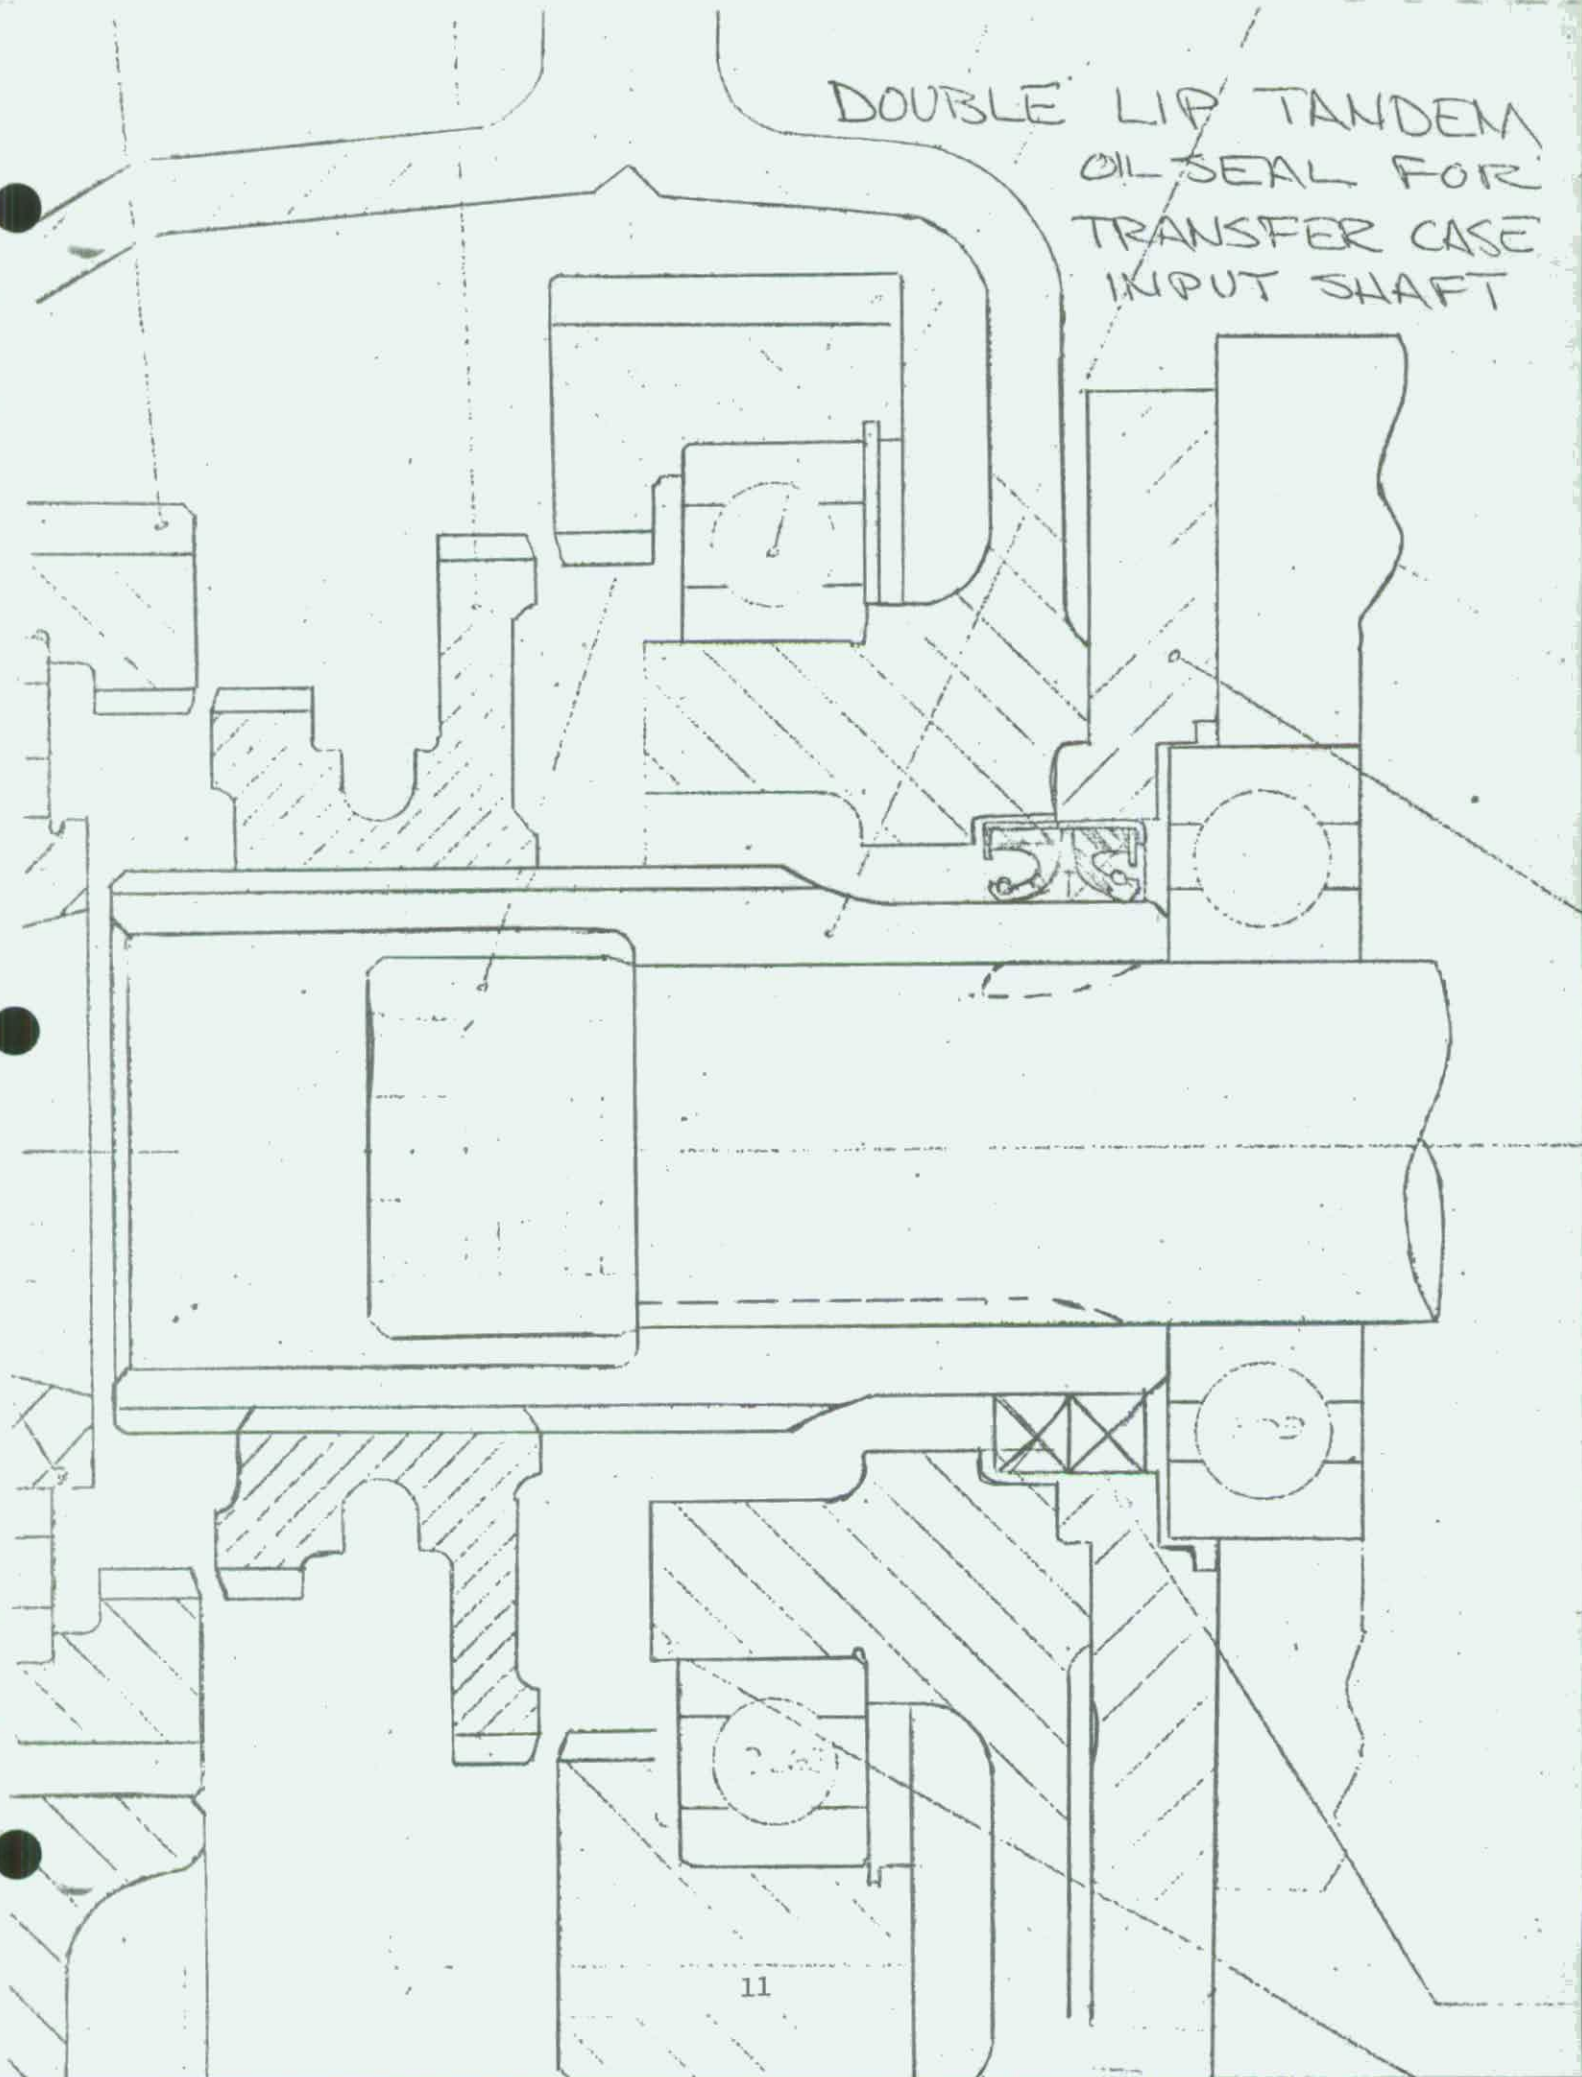 DOUBLE LIP TANDEM
OIL SEAL FOR
TRANSFER CASE
INPUT SHAFT
11